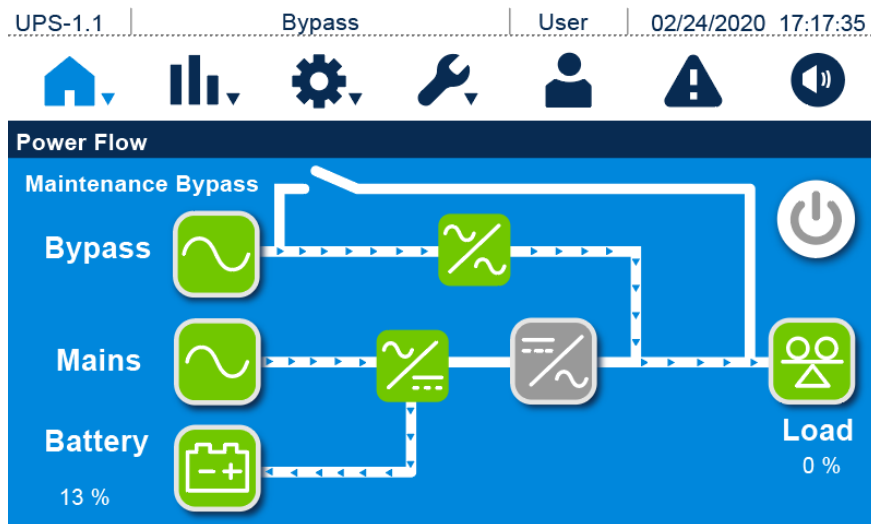 UPS-1.1 Bypass User 02/24/2020 17:17:35
Power Flow
Maintenance Bypass
Bypass
Mains
Battery
13 %
Load
0 %